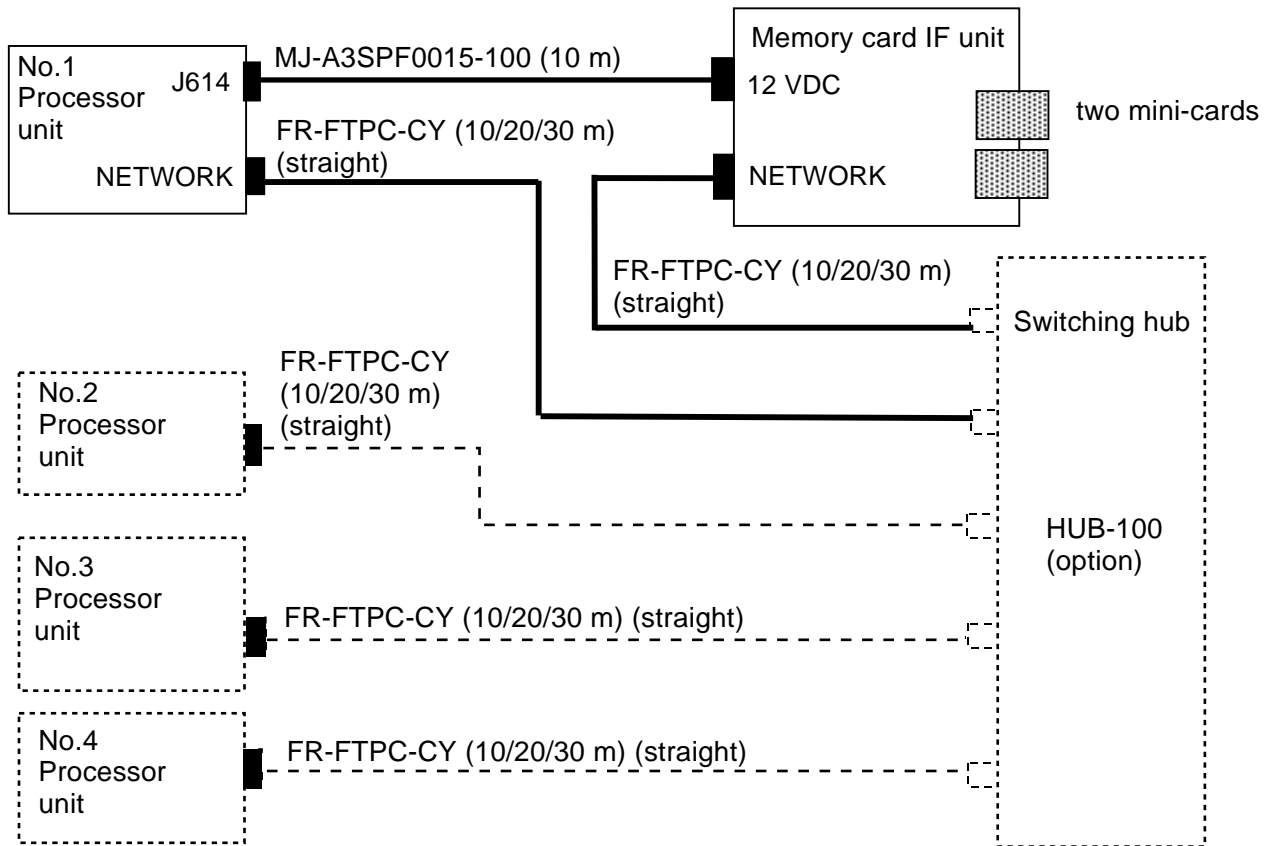 No.1
Processor
unit
J614
NETWORK
MJ-A3SPF0015-100 (10 m)
FR-FTPC-CY (10/20/30 m)
(straight)
Memory card IF unit
12 VDC
NETWORK
two mini-cards
FR-FTPC-CY (10/20/30 m)
(straight)
Switching hub
HUB-100
(option)
No.2
Processor
unit
FR-FTPC-CY
(10/20/30 m)
(straight)
No.3
Processor
unit
FR-FTPC-CY (10/20/30 m) (straight)
No.4
Processor
unit
FR-FTPC-CY (10/20/30 m) (straight)